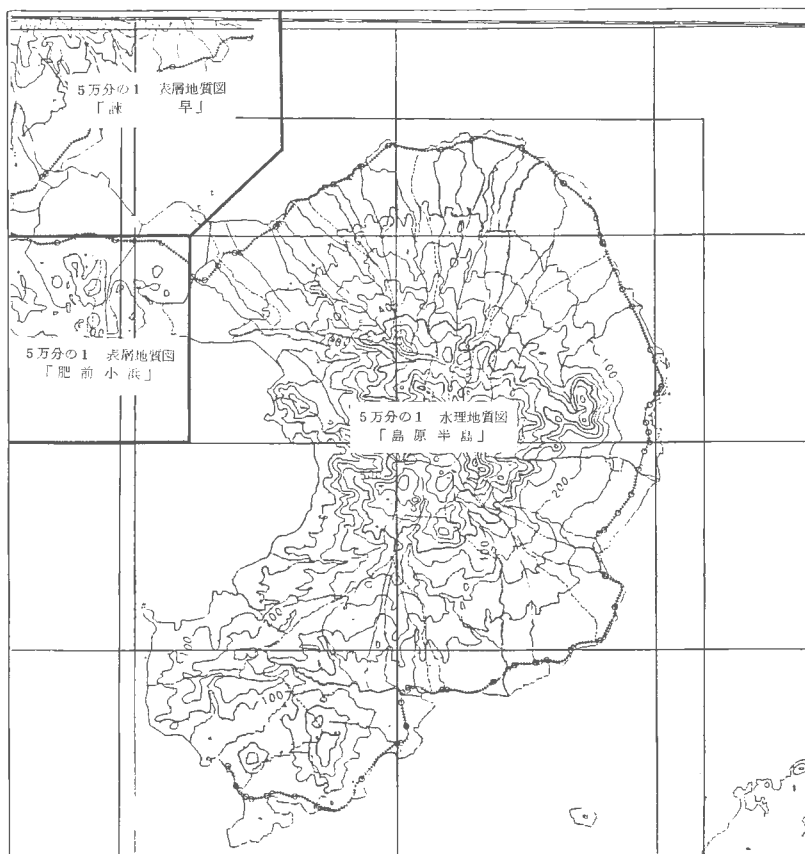 5万分の1 表層地質図
「諫 早」
5万分の1 表層地質図
「肥前小浜」
5万分の1 水理地質図
「島原半島」
100
200
100
100